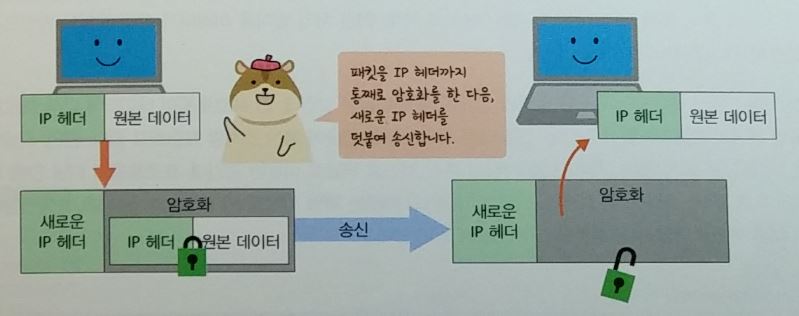 패킷을 IP 헤더까지
통째로 암호화를 한 다음,
새로운 IP 헤더를
덧붙여 송신합니다.
IP 헤더
원본 데이터
IP 헤더
원본 데이터
새로운
IP 헤더
암호화
IP 헤더
원본 데이터
송신
새로운
IP 헤더
암호화